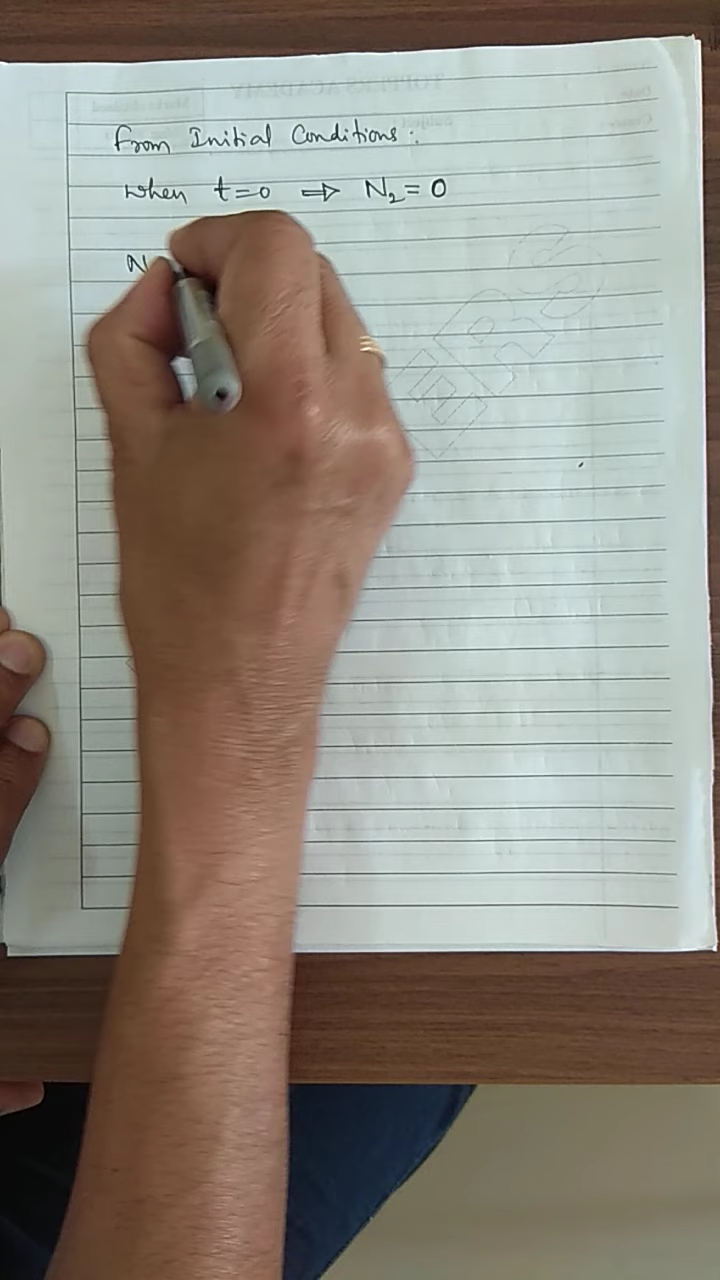 From Initial Conditions :
when t=0 ⇒ N₂ = 0
N